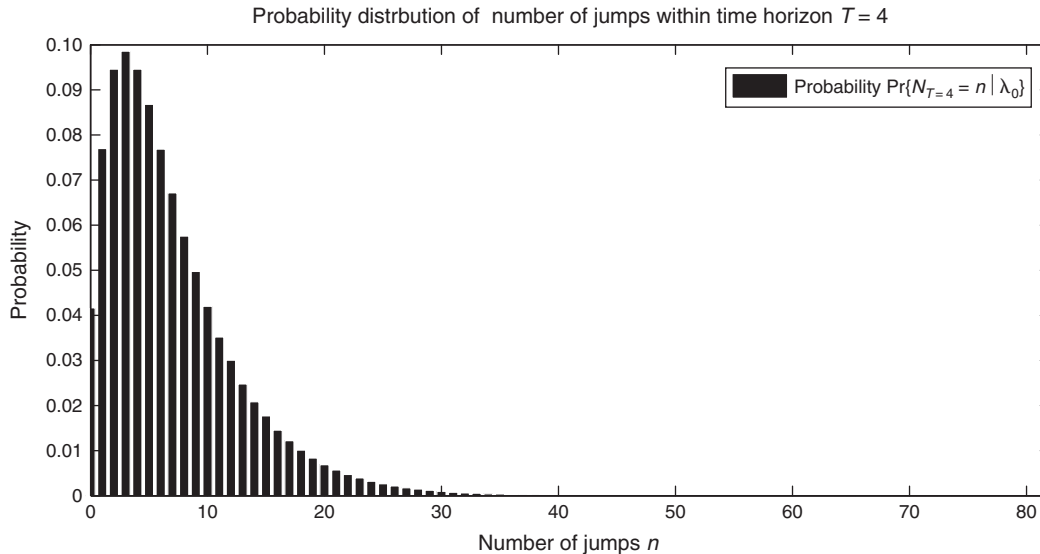 Probability distrbution of number of jumps within time horizon T = 4
0.10
0.09
0.08
0.07
0.06
0.05
0.04
0.03
0.02
0.01
0
Probability
Probability Pr{N_{T=4} = n | λ_0}
0 10 20 30 40 50 60 70 80
Number of jumps n